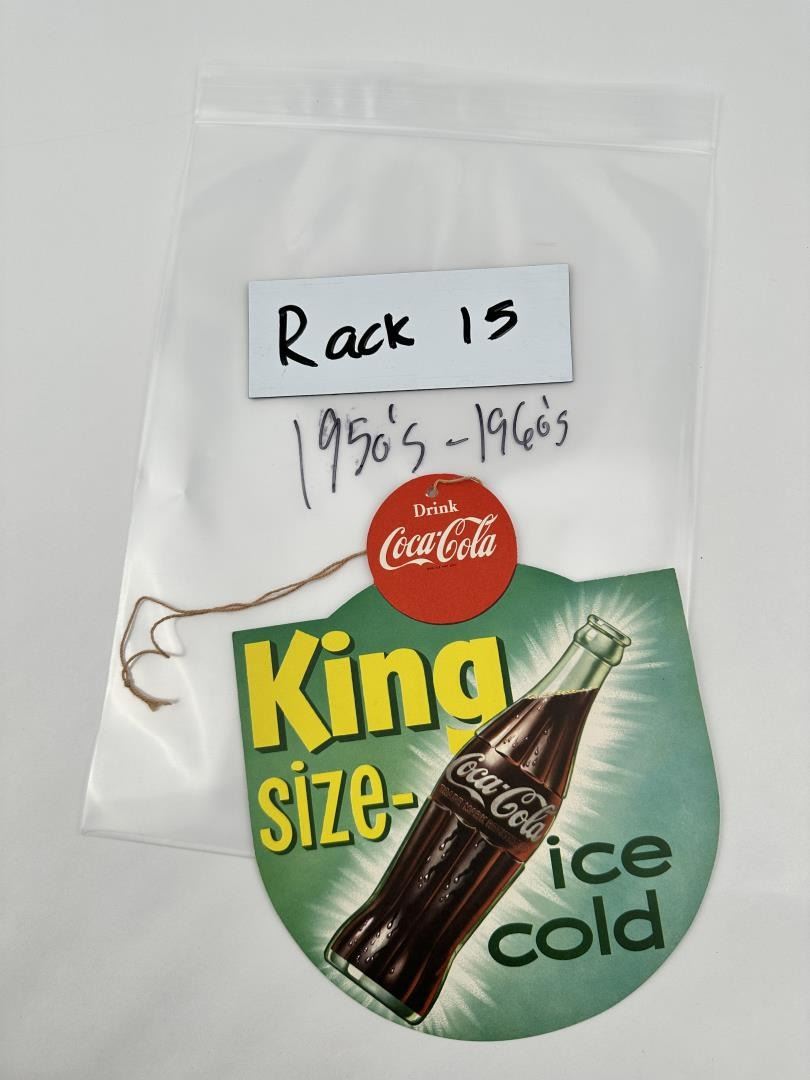 Rack 15
1950's - 1960's
Drink
Coca-Cola
King
size-
Coca-Cola
ice
cold